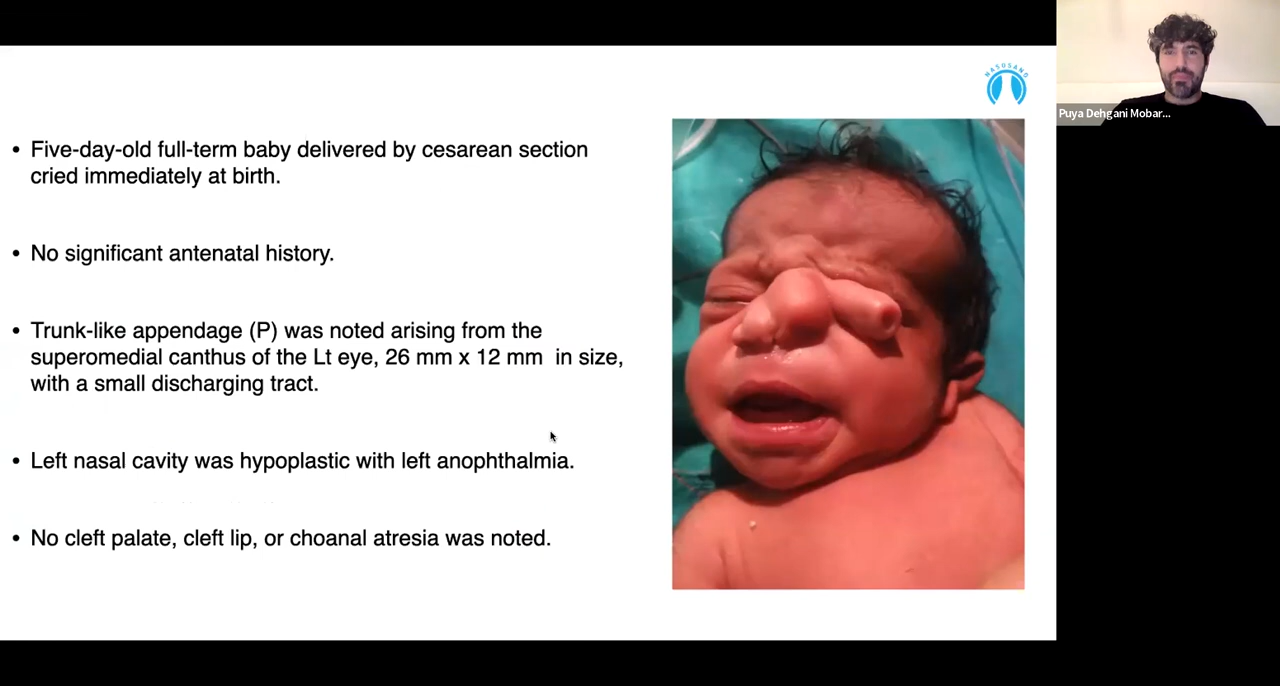 NASOSANO
Puya Dehgani Mobar...
• Five-day-old full-term baby delivered by cesarean section
cried immediately at birth.
• No significant antenatal history.
• Trunk-like appendage (P) was noted arising from the
superomedial canthus of the Lt eye, 26 mm x 12 mm in size,
with a small discharging tract.
• Left nasal cavity was hypoplastic with left anophthalmia.
• No cleft palate, cleft lip, or choanal atresia was noted.